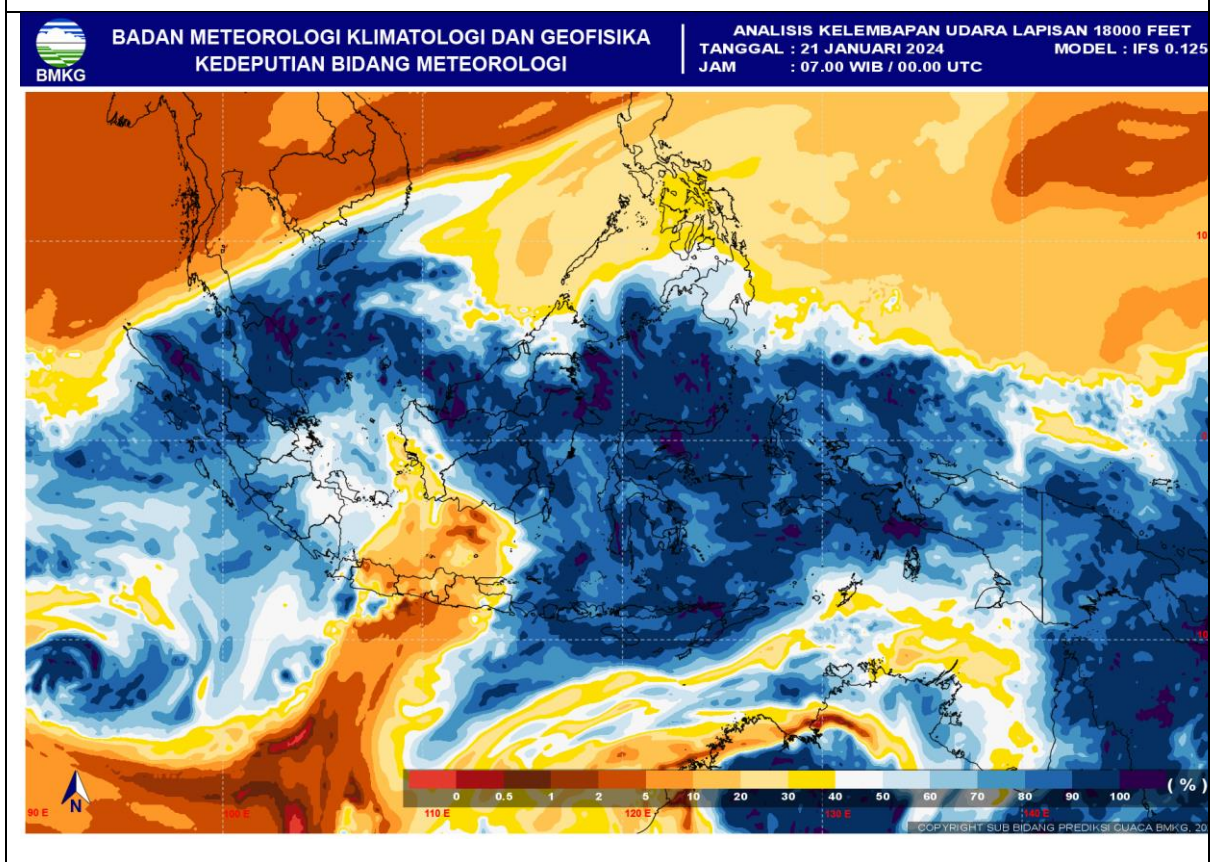 BMKG
BADAN METEOROLOGI KLIMATOLOGI DAN GEOFISIKA
KEDEPUTIAN BIDANG METEOROLOGI
ANALISIS KELEMBAPAN UDARA LAPISAN 18000 FEET
TANGGAL : 21 JANUARI 2024 MODEL : IFS 0.125
JAM : 07.00 WIB / 00.00 UTC
10
10
N
( % )
0 0.5 1 2 5 10 20 30 40 50 60 70 80 90 100
90 E 100 E 110 E 120 E 130 E 140 E
COPYRIGHT SUB BIDANG PREDIKSI CUACA BMKG, 20